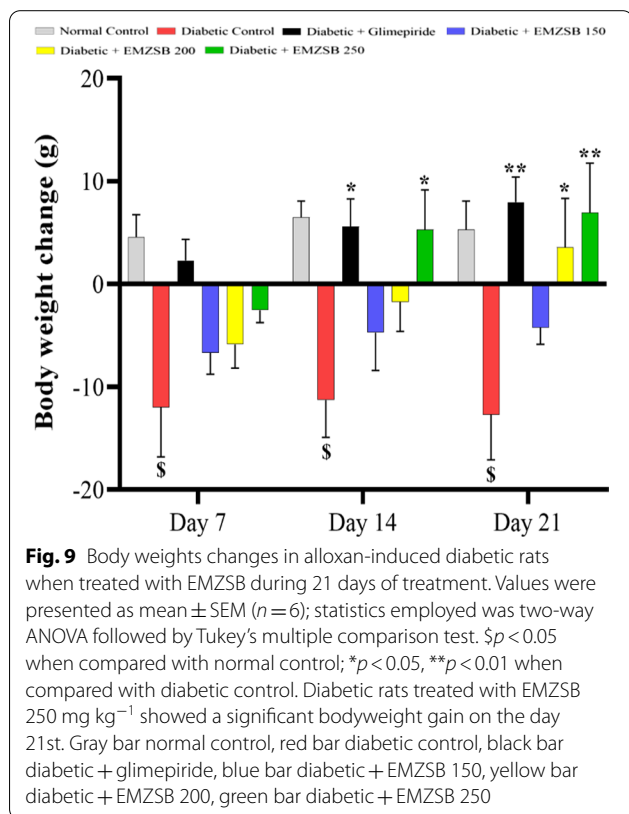 Normal Control Diabetic Control Diabetic + Glimepiride Diabetic + EMZSB 150
Diabetic + EMZSB 200 Diabetic + EMZSB 250
Body weight change (g)
20
10
0
-10
-20
* *
** * **
$ $ $
Day 7 Day 14 Day 21
Fig. 9 Body weights changes in alloxan-induced diabetic rats
when treated with EMZSB during 21 days of treatment. Values were
presented as mean ± SEM (n = 6); statistics employed was two-way
ANOVA followed by Tukey's multiple comparison test. $p < 0.05
when compared with normal control; *p < 0.05, **p < 0.01 when
compared with diabetic control. Diabetic rats treated with EMZSB
250 mg kg⁻¹ showed a significant bodyweight gain on the day
21st. Gray bar normal control, red bar diabetic control, black bar
diabetic + glimepiride, blue bar diabetic + EMZSB 150, yellow bar
diabetic + EMZSB 200, green bar diabetic + EMZSB 250